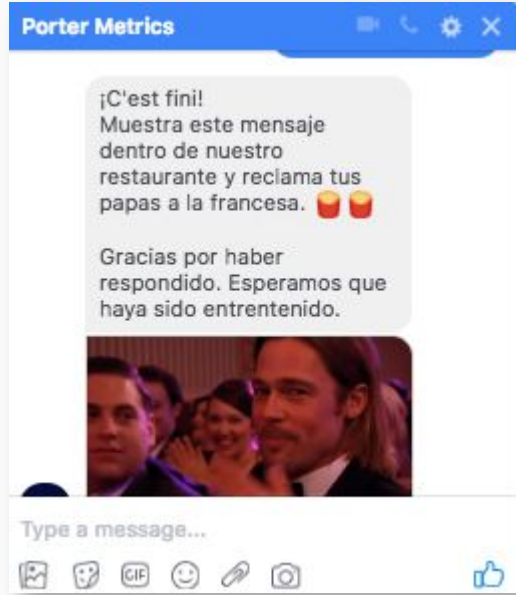 Porter Metrics
¡C'est fini!
Muestra este mensaje
dentro de nuestro
restaurante y reclama tus
papas a la francesa. 🍟 🍟
Gracias por haber
respondido. Esperamos que
haya sido entrentenido.
Type a message...
GIF